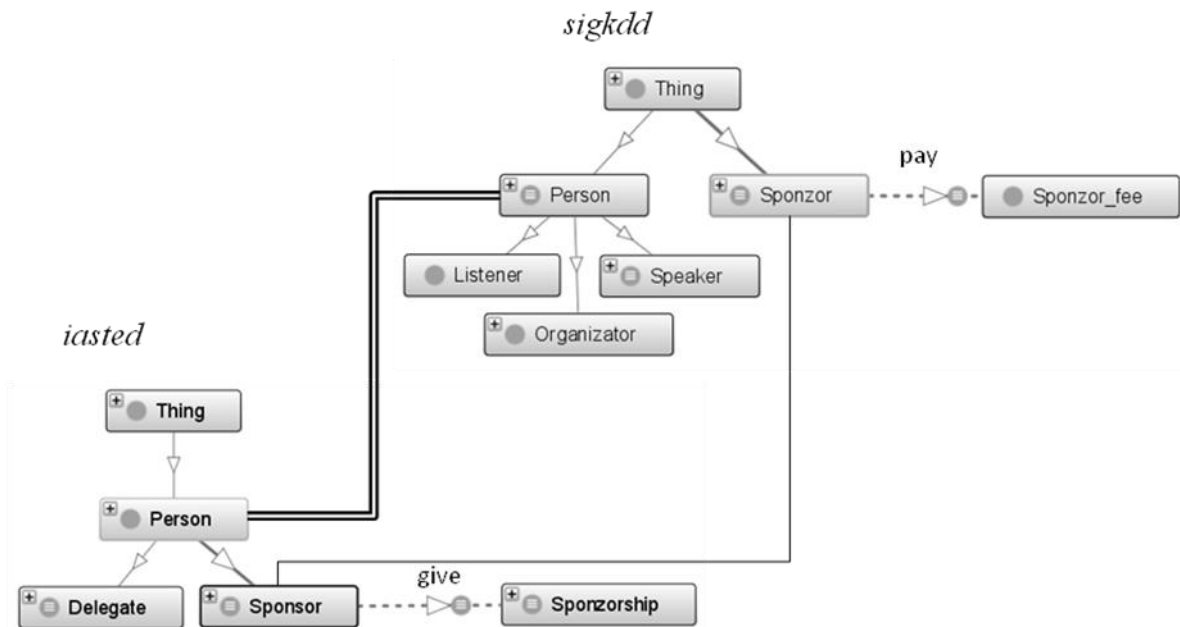 sigkdd
Thing
pay
Person
Sponzor
Sponzor_fee
Listener
Speaker
Organizator
iasted
Thing
Person
give
Delegate
Sponsor
Sponzorship